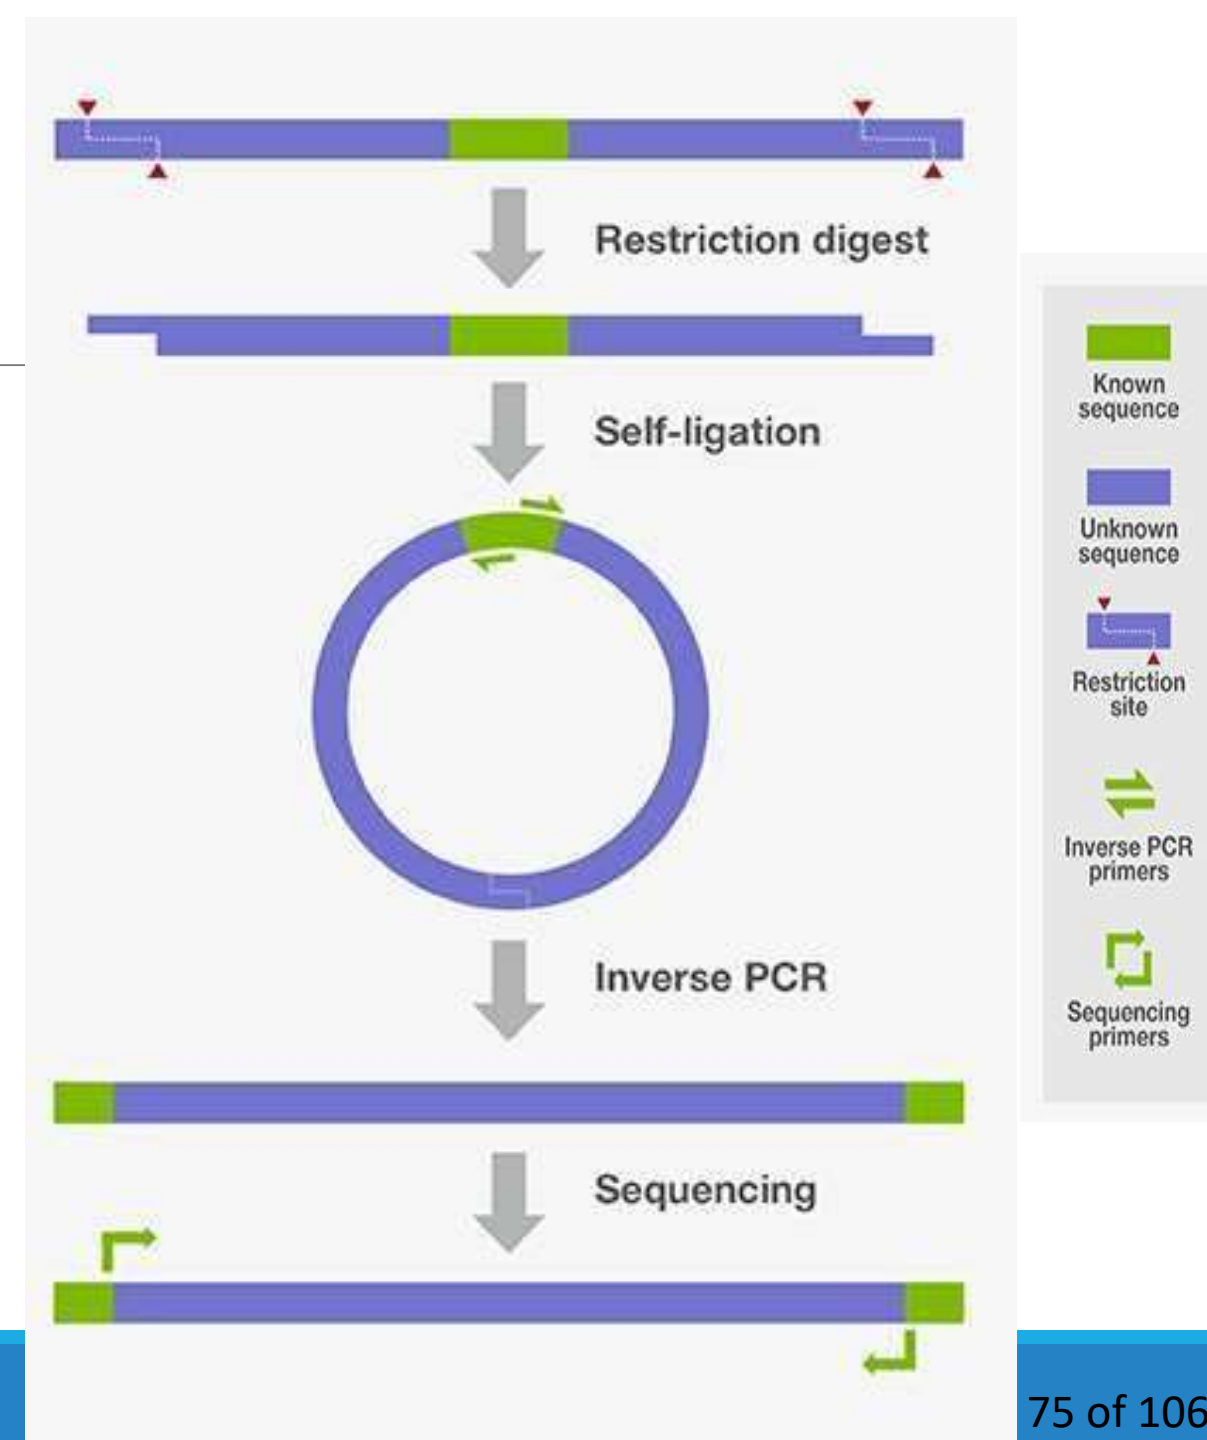 Restriction digest
Self-ligation
Inverse PCR
Sequencing
Known
sequence
Unknown
sequence
Restriction
site
Inverse PCR
primers
Sequencing
primers
75 of 106